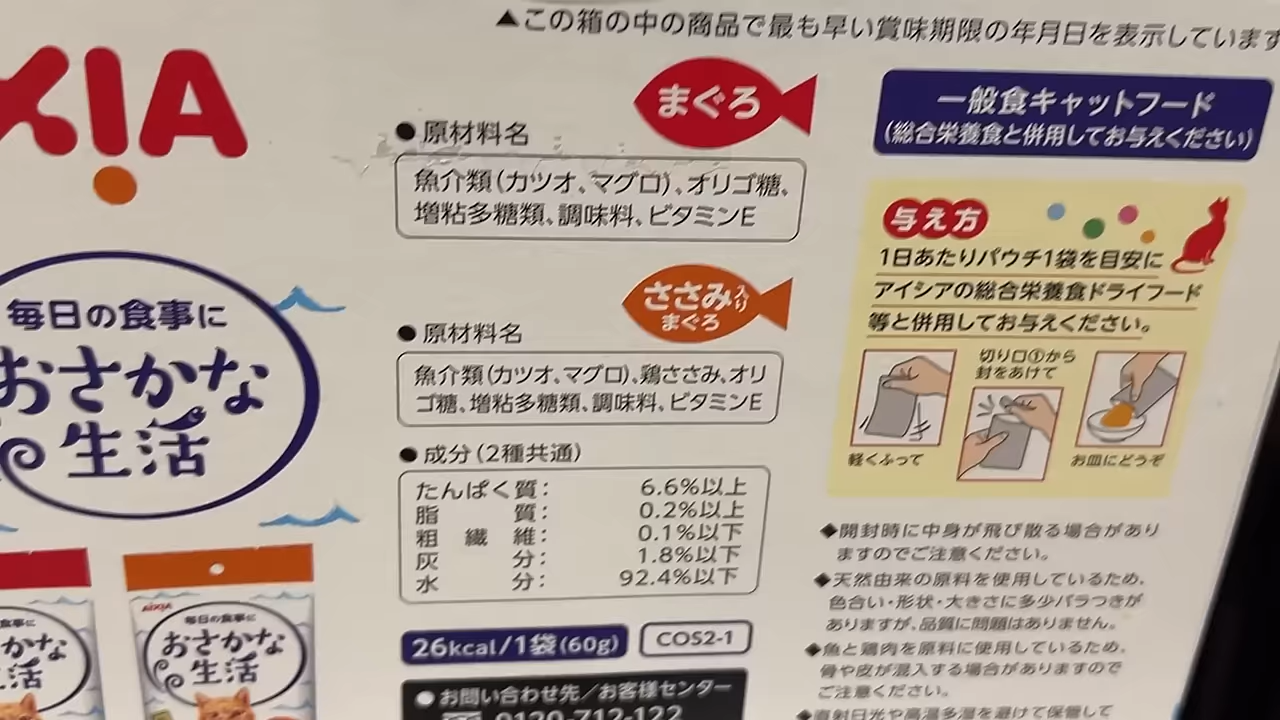 ▲この箱の中の商品で最も早い賞味期限の年月日を表示しています
XIA
毎日の食事に
おさかな
生活
まぐろ
●原材料名
魚介類(カツオ、マグロ)、オリゴ糖、
増粘多糖類、調味料、ビタミンE
ささみ入り
まぐろ
●原材料名
魚介類(カツオ、マグロ)、鶏ささみ、オリ
ゴ糖、増粘多糖類、調味料、ビタミンE
●成分(2種共通)
たんぱく質: 6.6%以上
脂質: 0.2%以上
粗繊維: 0.1%以下
灰分: 1.8%以下
水分: 92.4%以下
26kcal/1袋(60g)
COS2-1
●お問い合わせ先/お客様センター
0120-712-122
一般食キャットフード
(総合栄養食と併用してお与えください)
与え方
1日あたりパウチ1袋を目安に
アイシアの総合栄養食ドライフード
等と併用してお与えください。
軽くふって
切り口①から
封をあけて
お皿にどうぞ
◆開封時に中身が飛び散る場合があり
ますのでご注意ください。
◆天然由来の原料を使用しているため、
色合い・形状・大きさに多少バラつきが
ありますが、品質に問題はありません。
◆魚と鶏肉を原料に使用しているため、
骨や皮が混入する場合がありますので
ご注意ください。
◆直射日光や高温多湿を避けて保管して
食事に
かな
活
AIXIA
毎日の食事に
おさかな
生活